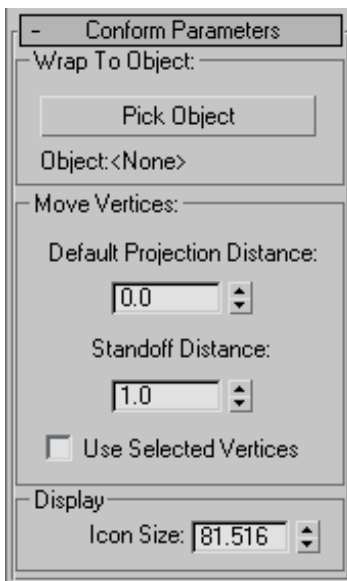 - Conform Parameters
Wrap To Object:
Pick Object
Object:<None>
Move Vertices:
Default Projection Distance:
0.0
Standoff Distance:
1.0
Use Selected Vertices
Display
Icon Size: 81.516